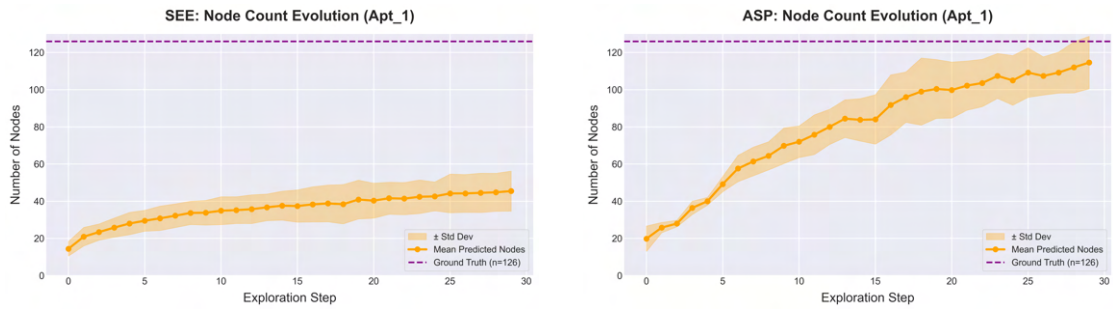 SEE: Node Count Evolution (Apt_1)
Number of Nodes
120
100
80
60
40
20
0
± Std Dev
Mean Predicted Nodes
Ground Truth (n=126)
0 5 10 15 20 25 30
Exploration Step
ASP: Node Count Evolution (Apt_1)
Number of Nodes
120
100
80
60
40
20
0
± Std Dev
Mean Predicted Nodes
Ground Truth (n=126)
0 5 10 15 20 25 30
Exploration Step